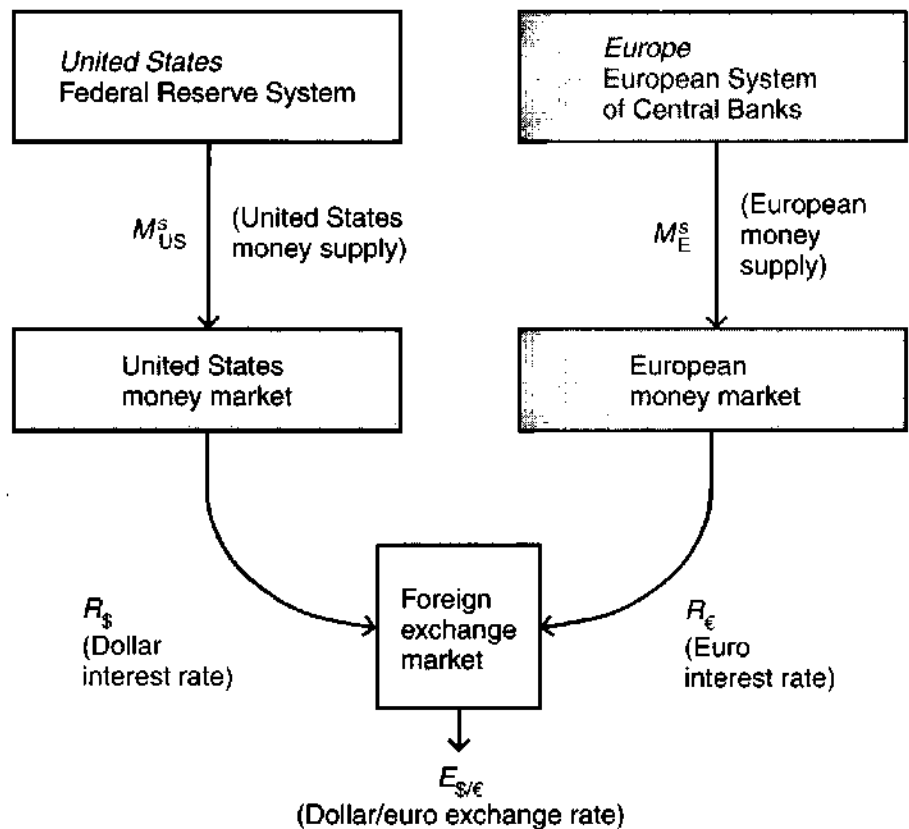 United States
Federal Reserve System
Europe
European System
of Central Banks
M^s_US
(United States
money supply)
M^s_E
(European
money
supply)
United States
money market
European
money market
R_$
(Dollar
interest rate)
Foreign
exchange
market
R_€
(Euro
interest rate)
E_$/€
(Dollar/euro exchange rate)